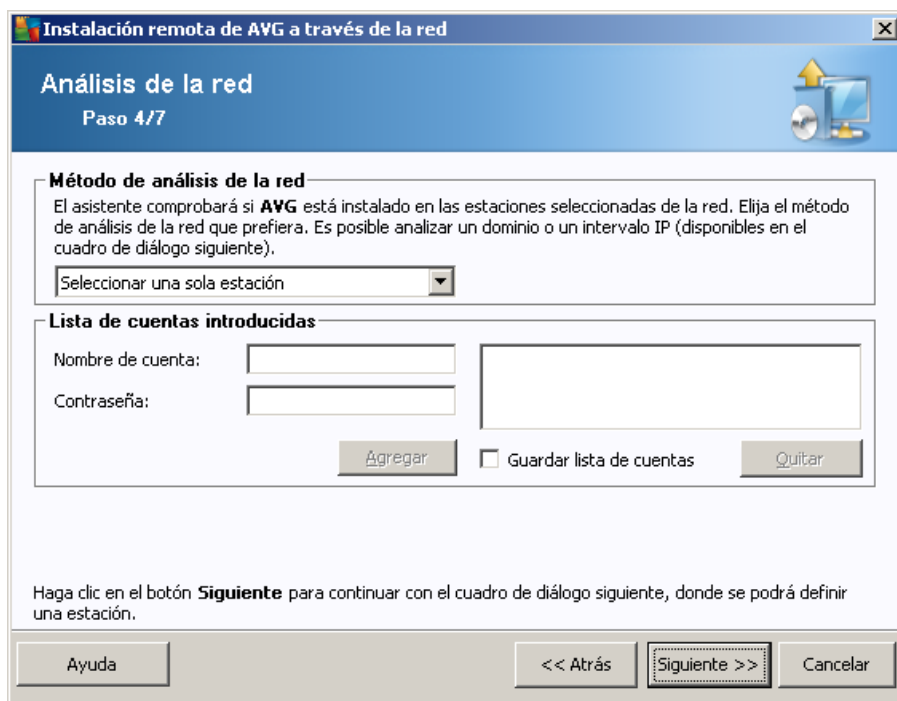 Instalación remota de AVG a través de la red
Análisis de la red
Paso 4/7
Método de análisis de la red
El asistente comprobará si AVG está instalado en las estaciones seleccionadas de la red. Elija el método
de análisis de la red que prefiera. Es posible analizar un dominio o un intervalo IP (disponibles en el
cuadro de diálogo siguiente).
Seleccionar una sola estación
Lista de cuentas introducidas
Nombre de cuenta:
Contraseña:
Agregar
Guardar lista de cuentas
Quitar
Haga clic en el botón Siguiente para continuar con el cuadro de diálogo siguiente, donde se podrá definir
una estación.
Ayuda
<< Atrás
Siguiente >>
Cancelar